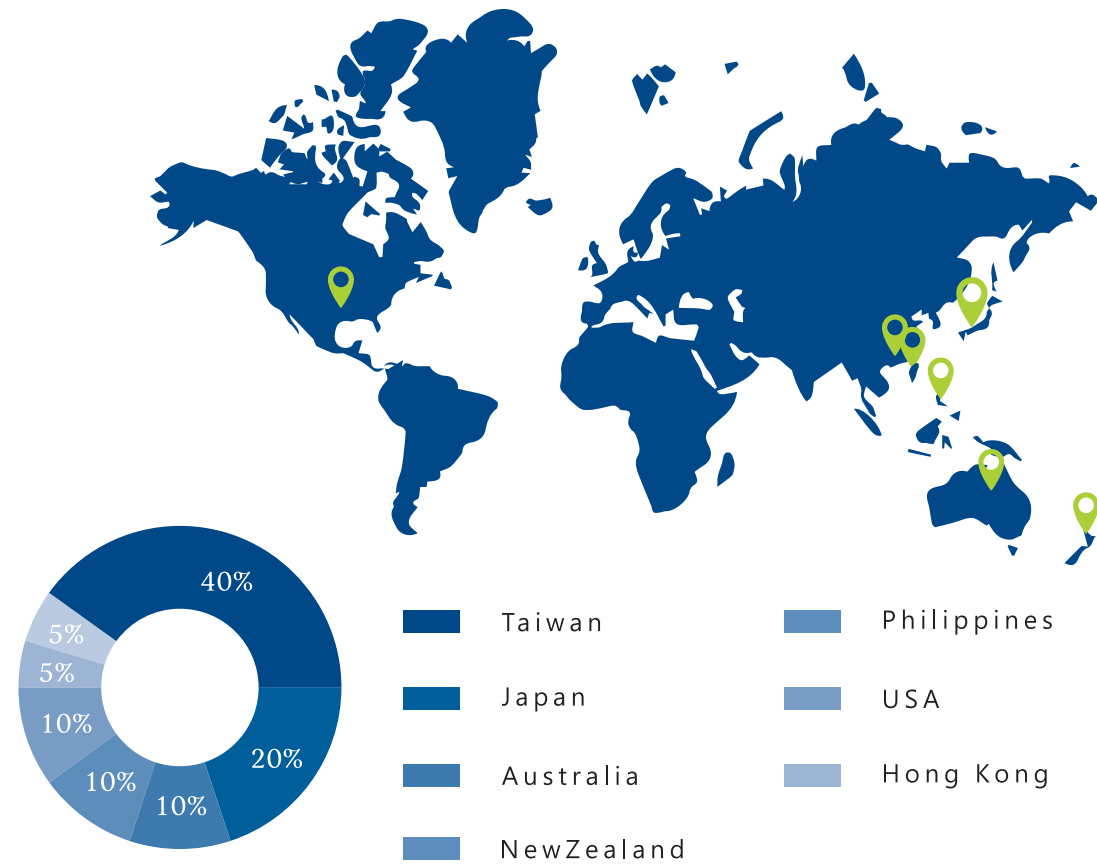 40%
5%
5%
10%
20%
10%
10%
Taiwan
Japan
Australia
NewZealand
Philippines
USA
Hong Kong